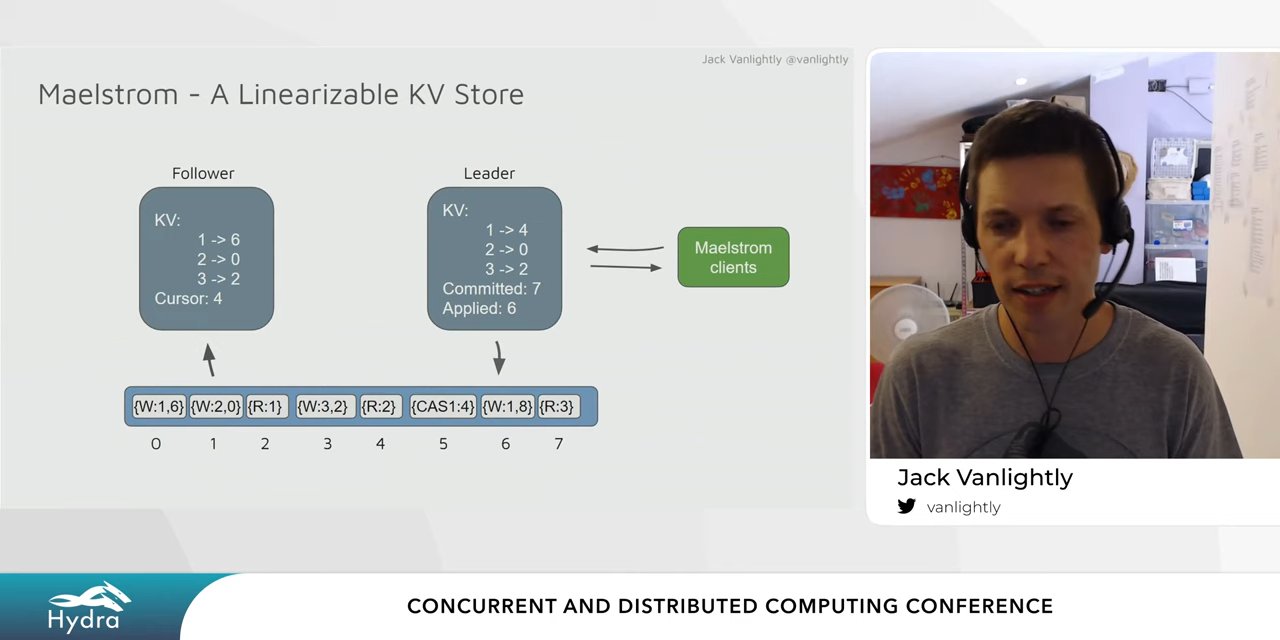 Jack Vanlightly @vanlightly
Maelstrom - A Linearizable KV Store
Follower
KV:
1 -> 6
2 -> 0
3 -> 2
Cursor: 4
Leader
KV:
1 -> 4
2 -> 0
3 -> 2
Committed: 7
Applied: 6
Maelstrom
clients
{W:1,6} {W:2,0} {R:1} {W:3,2} {R:2} {CAS1:4} {W:1,8} {R:3}
0 1 2 3 4 5 6 7
Jack Vanlightly
vanlightly
Hydra
CONCURRENT AND DISTRIBUTED COMPUTING CONFERENCE